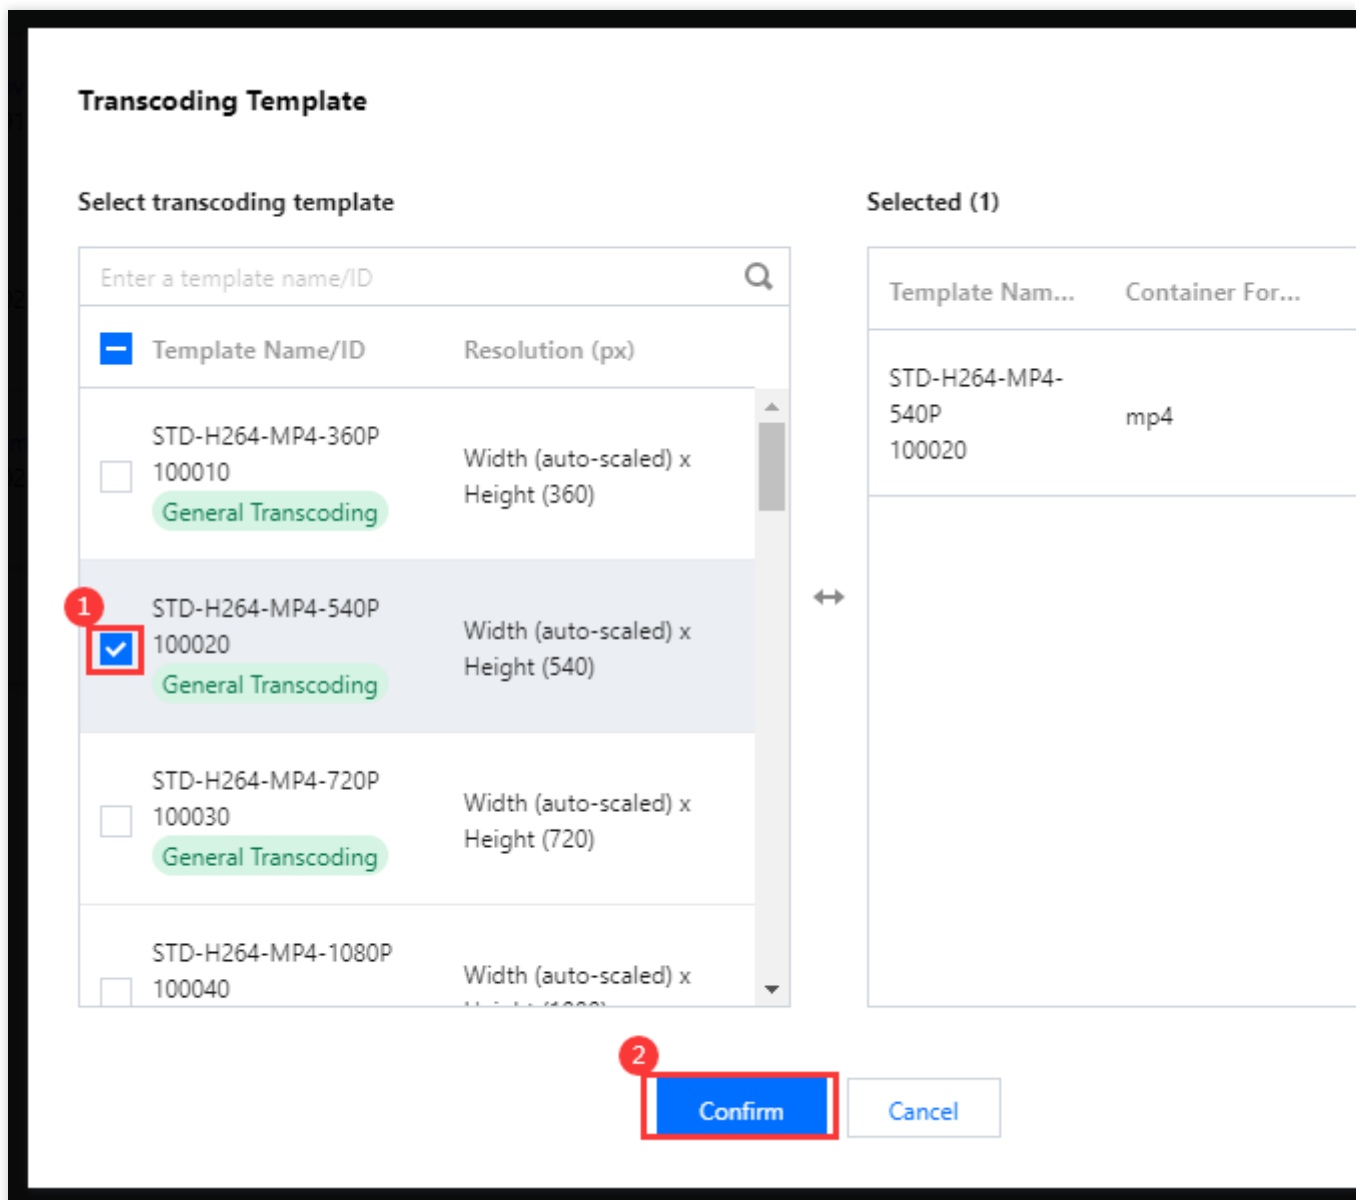 Transcoding Template
Select transcoding template
Enter a template name/ID
Template Name/ID
Resolution (px)
STD-H264-MP4-360P
100010
General Transcoding
Width (auto-scaled) x
Height (360)
1
STD-H264-MP4-540P
100020
General Transcoding
Width (auto-scaled) x
Height (540)
STD-H264-MP4-720P
100030
General Transcoding
Width (auto-scaled) x
Height (720)
STD-H264-MP4-1080P
100040
Width (auto-scaled) x
Selected (1)
Template Nam...
Container For...
STD-H264-MP4-
540P
100020
mp4
2
Confirm
Cancel